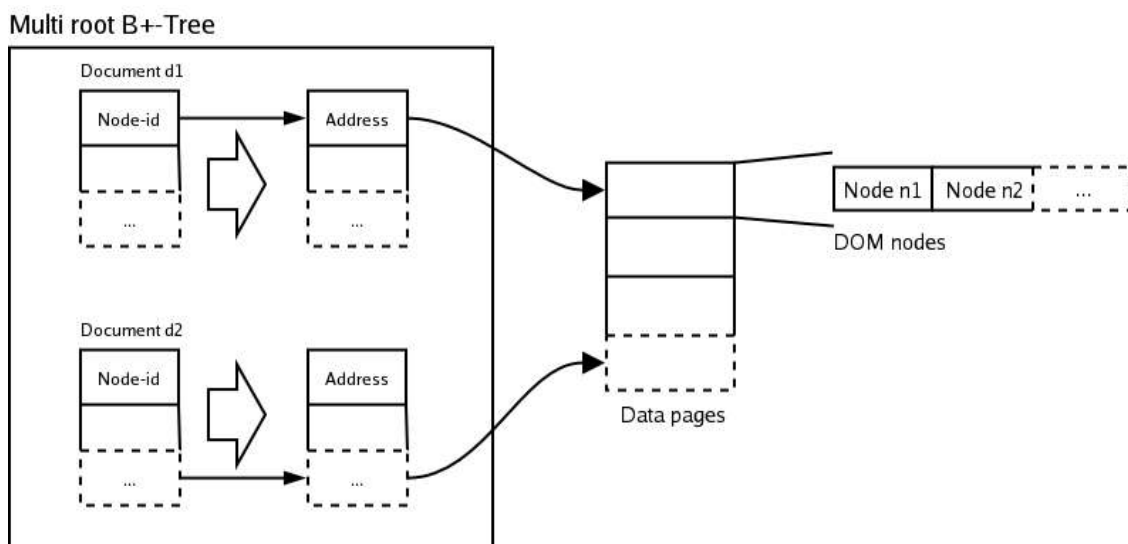 Multi root B+-Tree
Document d1
Node-id
Address
...
...
Document d2
Node-id
Address
...
...
Node n1
Node n2
...
DOM nodes
Data pages